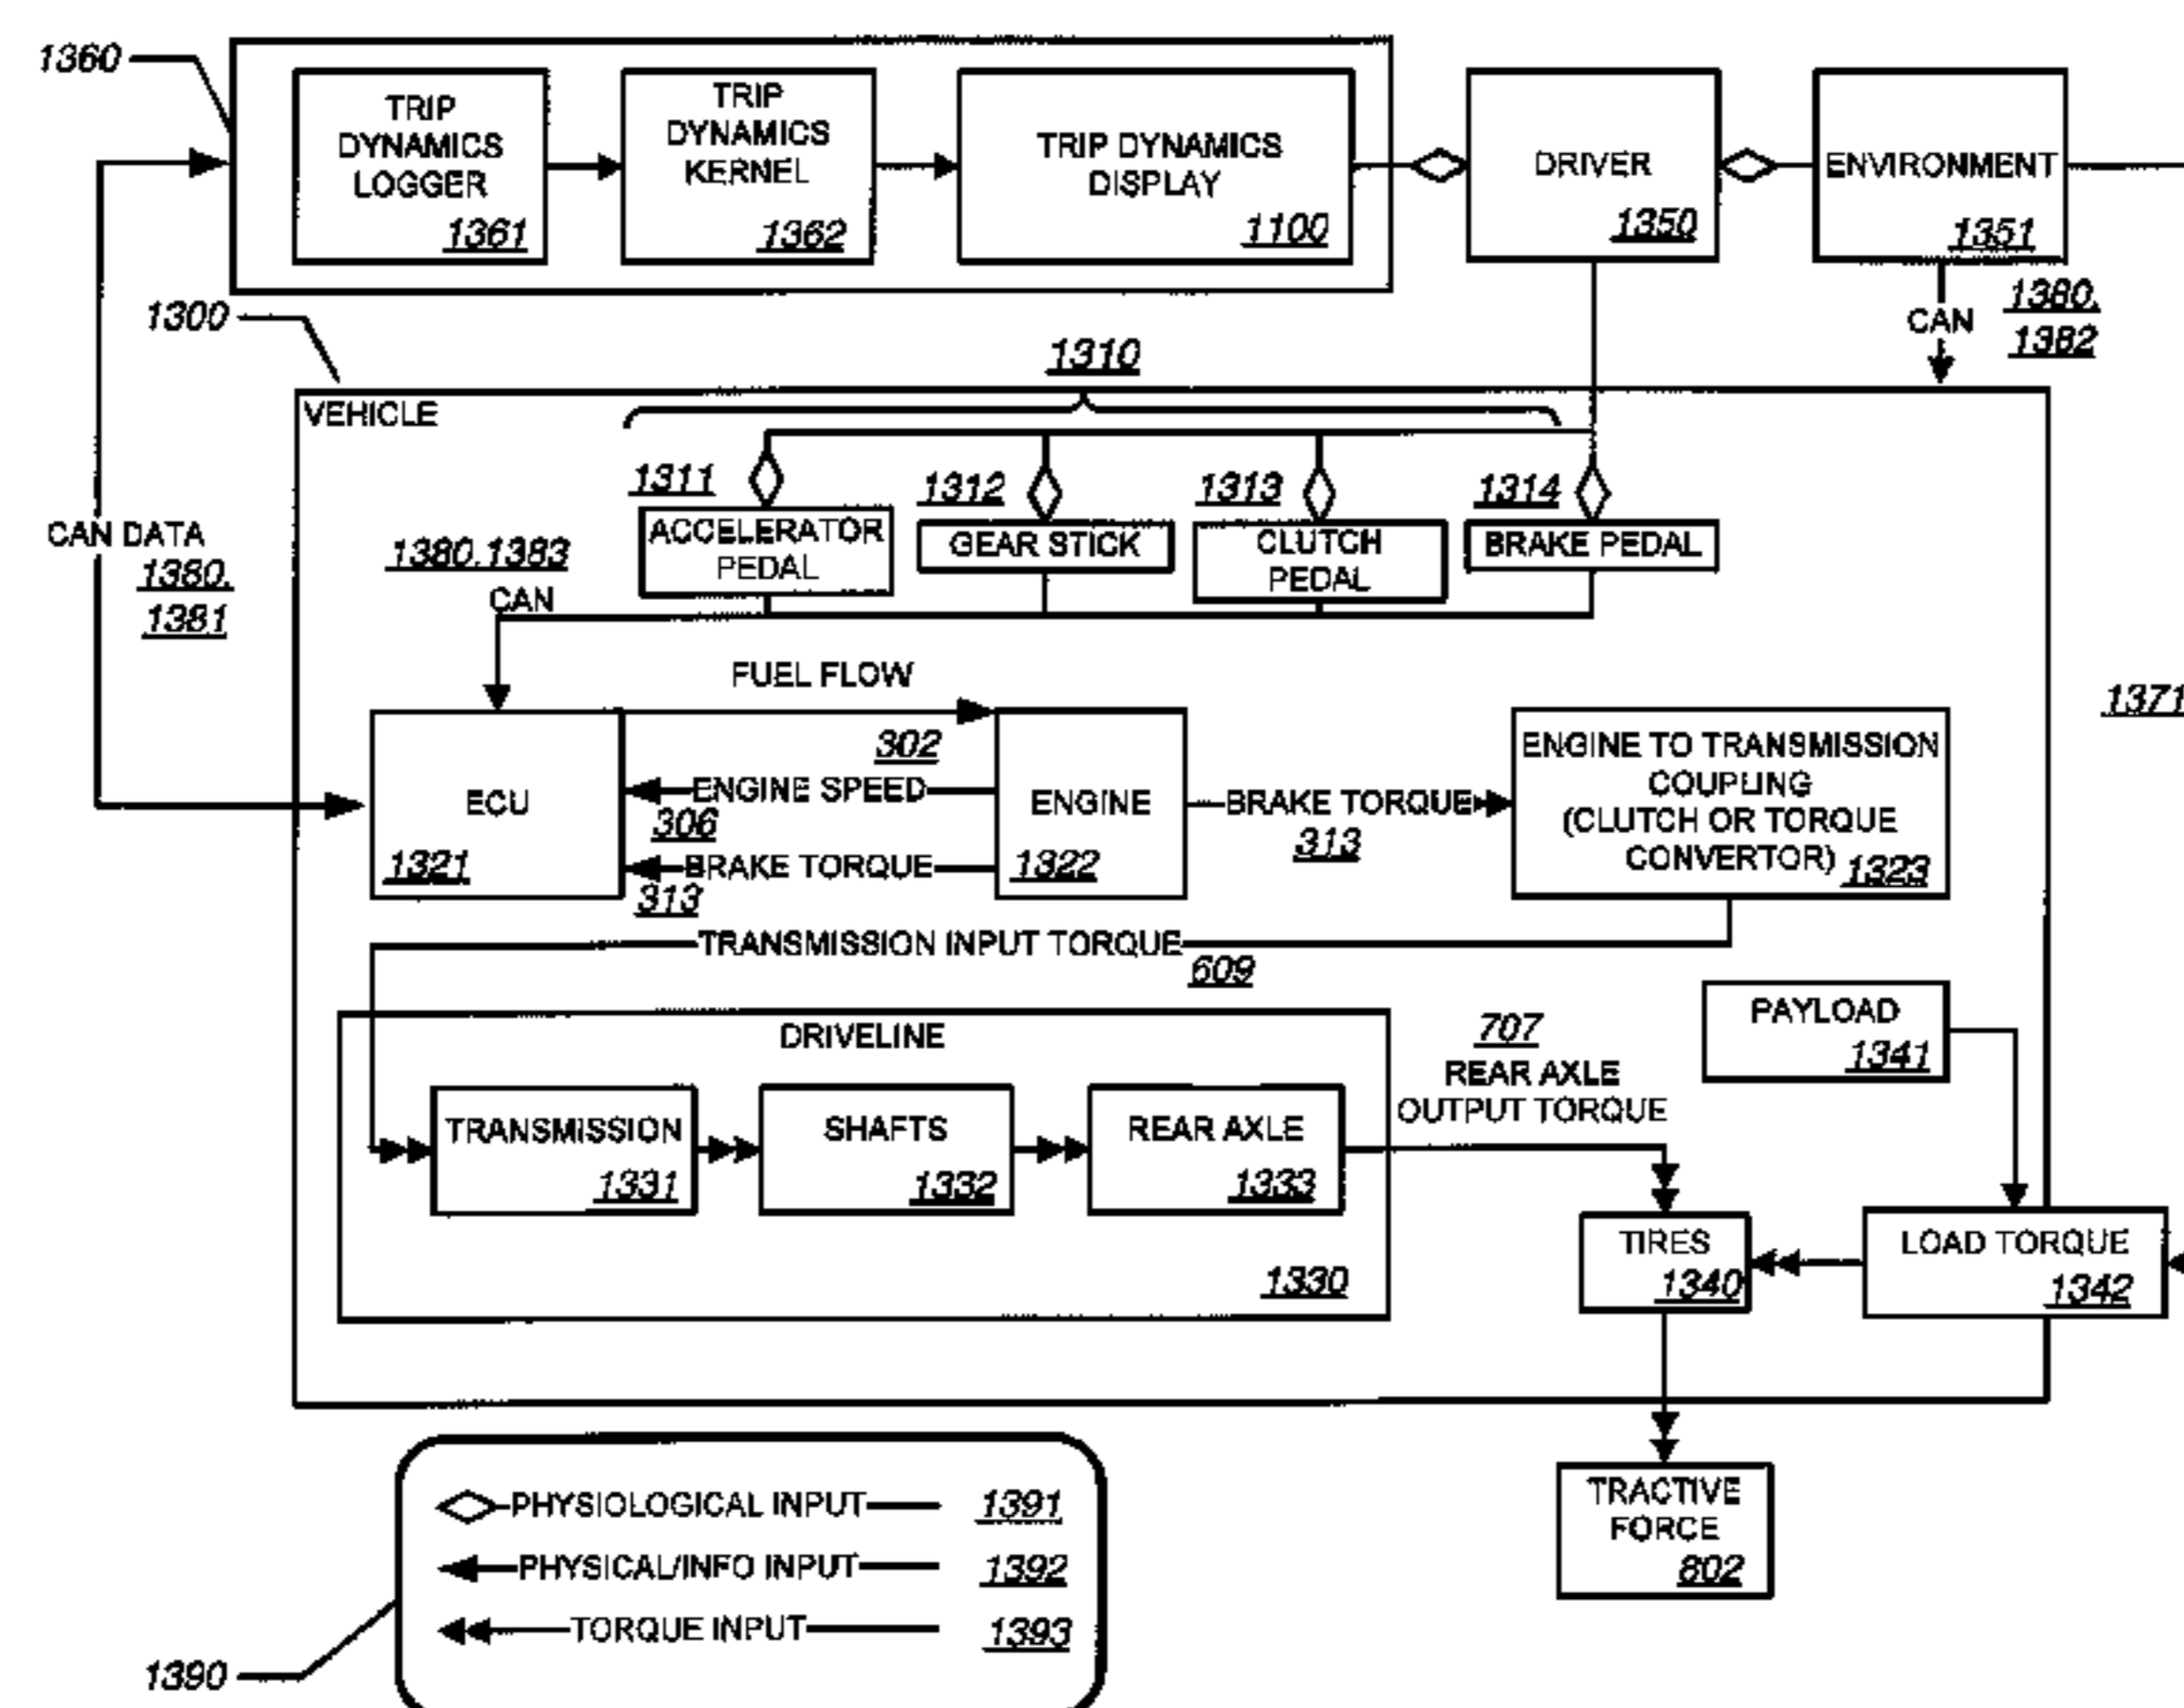 1360
TRIP
DYNAMICS
LOGGER
1361
TRIP
DYNAMICS
KERNEL
1362
TRIP DYNAMICS
DISPLAY
1100
DRIVER
1350
ENVIRONMENT
1351
CAN
1380,
1382
1300
1310
VEHICLE
1311
ACCELERATOR
PEDAL
1312
GEAR STICK
1313
CLUTCH
PEDAL
1314
BRAKE PEDAL
CAN DATA
1380,
1381
1380,1383
CAN
1371
FUEL FLOW
302
ECU
1321
ENGINE SPEED
306
BRAKE TORQUE
313
ENGINE
1322
BRAKE TORQUE
313
ENGINE TO TRANSMISSION
COUPLING
(CLUTCH OR TORQUE
CONVERTOR) 1323
TRANSMISSION INPUT TORQUE
609
PAYLOAD
1341
DRIVELINE
707
REAR AXLE
OUTPUT TORQUE
TRANSMISSION
1331
SHAFTS
1332
REAR AXLE
1333
1330
TIRES
1340
LOAD TORQUE
1342
TRACTIVE
FORCE
802
PHYSIOLOGICAL INPUT 1391
PHYSICAL/INFO INPUT 1392
TORQUE INPUT 1393
1390